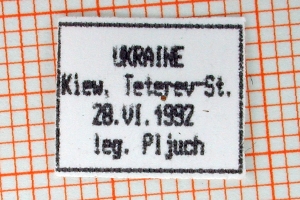 UKRAINE
Kiew, Teterev-St.
28.VI.1992
leg. Pljuch